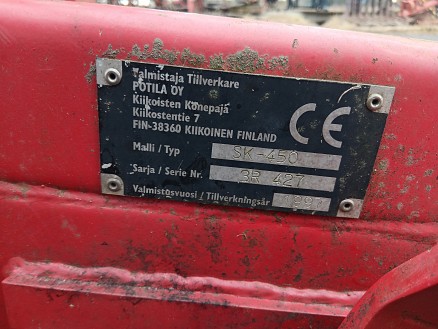 Valmistaja Tillverkare
POTILA OY
Kiikoisten Konepaja
Kiikostentie 7
FIN-38360 KIIKOINEN FINLAND
CE
Malli / Typ SK-450
Sarja / Serie Nr. 3R 427
Valmistusvuosi / Tillverkningsår